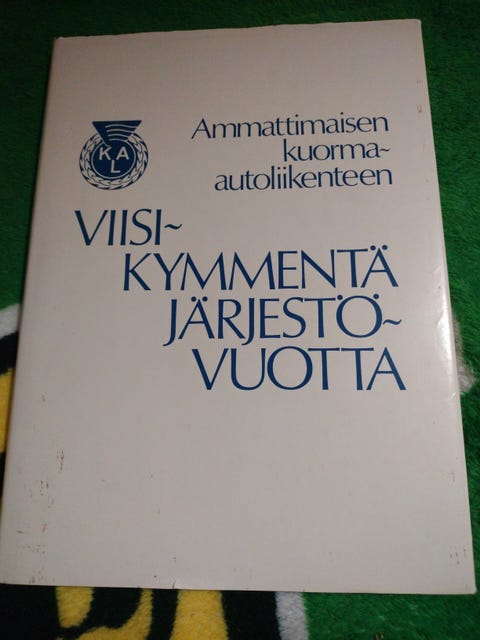 KAL
Ammattimaisen
kuorma~
autoliikenteen
VIISI~
KYMMENTÄ
JÄRJESTÖ~
VUOTTA